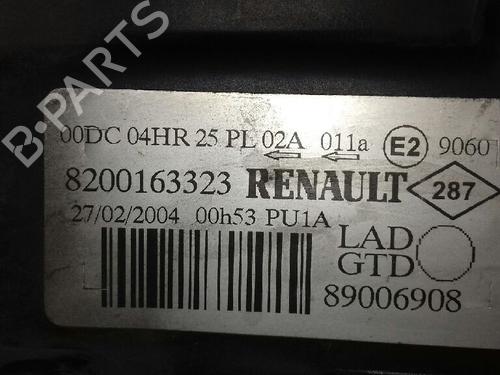 B-PARTS
00DC 04HR 25 PL 02A 011a E2 9060
8200163323 RENAULT 287
27/02/2004 00h53 PU1A
LAD
GTD
89006908